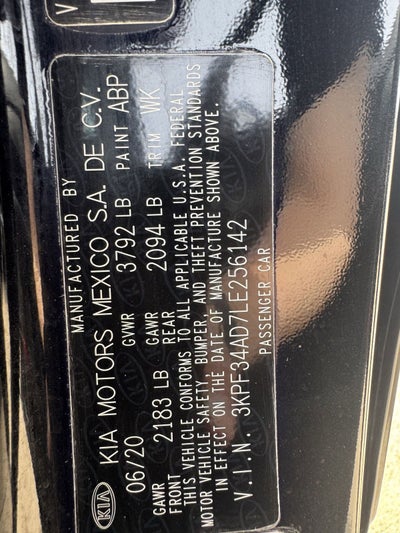 MANUFACTURED BY
KIA KIA MOTORS MEXICO S.A. DE C.V.
06/20 GVWR 3792 LB PAINT ABP
GAWR FRONT 2183 LB GAWR REAR 2094 LB TRIM WK
THIS VEHICLE CONFORMS TO ALL APPLICABLE U.S.A. FEDERAL
MOTOR VEHICLE SAFETY, BUMPER, AND THEFT PREVENTION STANDARDS
IN EFFECT ON THE DATE OF MANUFACTURE SHOWN ABOVE.
V.I.N. 3KPF34AD7LE256142
PASSENGER CAR
V